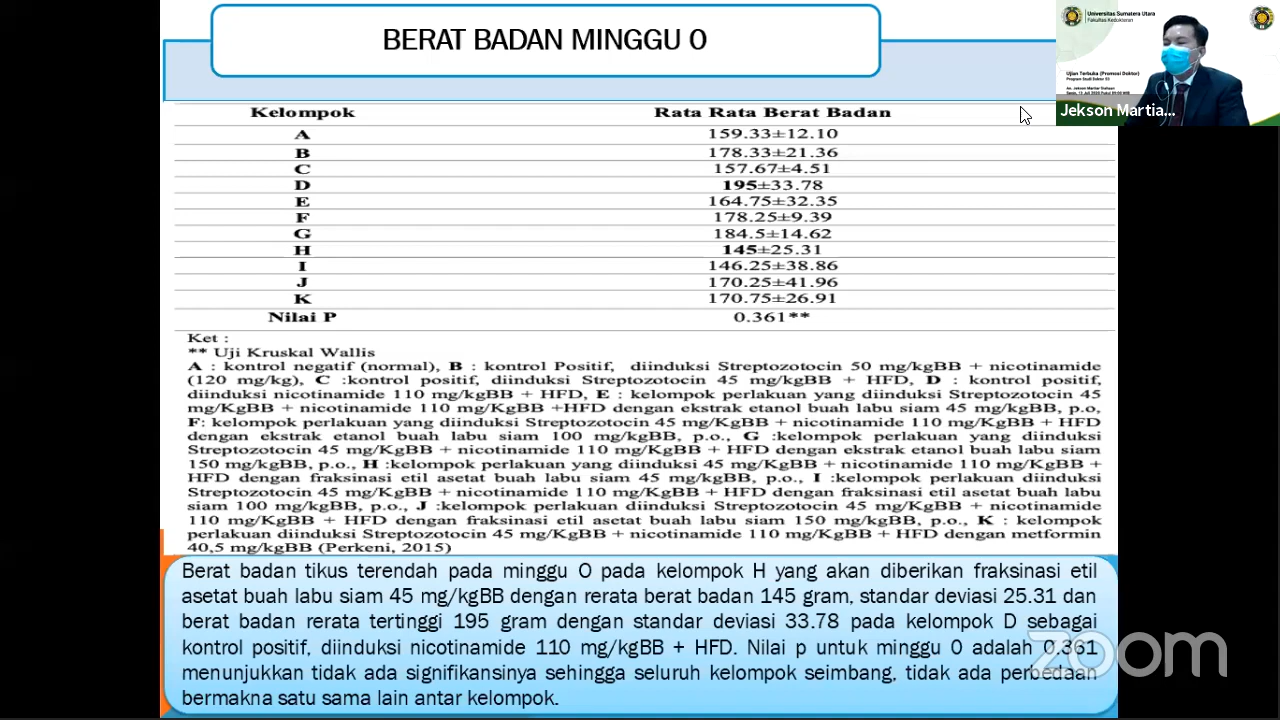 BERAT BADAN MINGGU 0
Universitas Sumatera Utara
Fakultas Kedokteran
Ujian Terbuka (Promosi Doktor)
Program Studi Doktor S3
Jekson Martia...
Kelompok Rata Rata Berat Badan
A 159.33±12.10
B 178.33±21.36
C 157.67±4.51
D 195±33.78
E 164.75±32.35
F 178.25±9.39
G 184.5±14.62
H 145±25.31
I 146.25±38.86
J 170.25±41.96
K 170.75±26.91
Nilai P 0.361**
Ket :
** Uji Kruskal Wallis
A : kontrol negatif (normal), B : kontrol Positif, diinduksi Streptozotocin 50 mg/kgBB + nicotinamide
(120 mg/kg), C :kontrol positif, diinduksi Streptozotocin 45 mg/kgBB + HFD, D : kontrol positif,
diinduksi nicotinamide 110 mg/kgBB + HFD, E : kelompok perlakuan yang diinduksi Streptozotocin 45
mg/KgBB + nicotinamide 110 mg/KgBB +HFD dengan ekstrak etanol buah labu siam 45 mg/kgBB, p.o,
F: kelompok perlakuan yang diinduksi Streptozotocin 45 mg/KgBB + nicotinamide 110 mg/KgBB + HFD
dengan ekstrak etanol buah labu siam 100 mg/kgBB, p.o., G :kelompok perlakuan yang diinduksi
Streptozotocin 45 mg/KgBB + nicotinamide 110 mg/KgBB + HFD dengan ekstrak etanol buah labu siam
150 mg/kgBB, p.o., H :kelompok perlakuan yang diinduksi 45 mg/KgBB + nicotinamide 110 mg/KgBB +
HFD dengan fraksinasi etil asetat buah labu siam 45 mg/kgBB, p.o., I :kelompok perlakuan diinduksi
Streptozotocin 45 mg/KgBB + nicotinamide 110 mg/KgBB + HFD dengan fraksinasi etil asetat buah labu
siam 100 mg/kgBB, p.o., J :kelompok perlakuan diinduksi Streptozotocin 45 mg/KgBB + nicotinamide
110 mg/KgBB + HFD dengan fraksinasi etil asetat buah labu siam 150 mg/kgBB, p.o., K : kelompok
perlakuan diinduksi Streptozotocin 45 mg/KgBB + nicotinamide 110 mg/KgBB + HFD dengan metformin
40,5 mg/kgBB (Perkeni, 2015)
Berat badan tikus terendah pada minggu 0 pada kelompok H yang akan diberikan fraksinasi etil
asetat buah labu siam 45 mg/kgBB dengan rerata berat badan 145 gram, standar deviasi 25.31 dan
berat badan rerata tertinggi 195 gram dengan standar deviasi 33.78 pada kelompok D sebagai
kontrol positif, diinduksi nicotinamide 110 mg/kgBB + HFD. Nilai p untuk minggu 0 adalah 0.361
menunjukkan tidak ada signifikansinya sehingga seluruh kelompok seimbang, tidak ada perbedaan
bermakna satu sama lain antar kelompok.
zoom